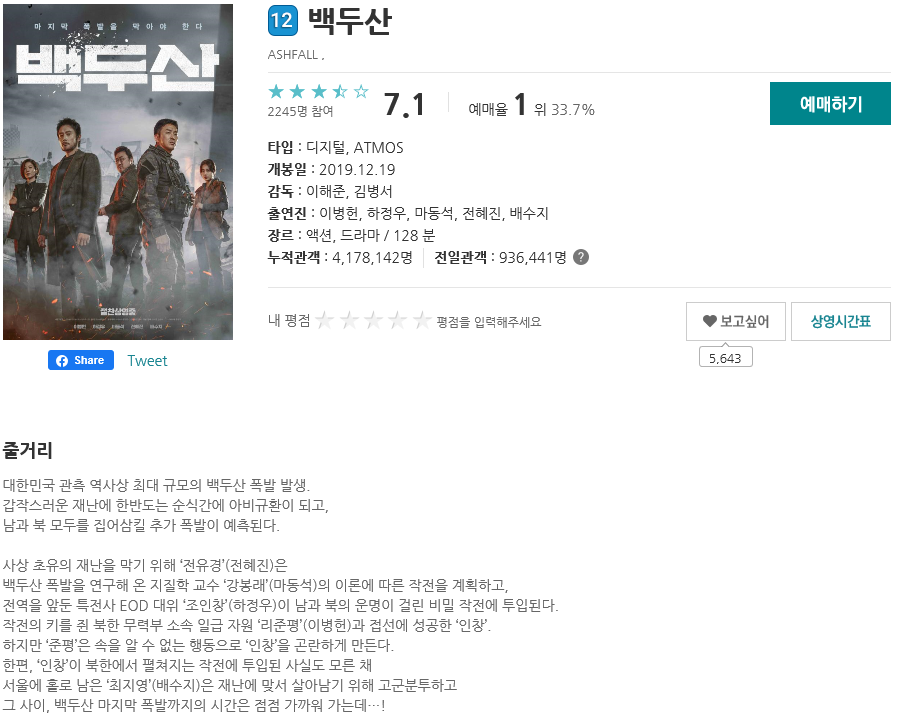 마지막 폭발을 막아야 한다
백두산
절찬상영중
이병헌 하정우 마동석 전혜진 배수지
Share
Tweet
12 백두산
ASHFALL ,
2245명 참여
7.1
예매율 1 위 33.7%
예매하기
타입 : 디지털, ATMOS
개봉일 : 2019.12.19
감독 : 이해준, 김병서
출연진 : 이병헌, 하정우, 마동석, 전혜진, 배수지
장르 : 액션, 드라마 / 128 분
누적관객 : 4,178,142명 전일관객 : 936,441명 ?
내 평점 평점을 입력해주세요
보고싶어
상영시간표
5,643
줄거리
대한민국 관측 역사상 최대 규모의 백두산 폭발 발생.
갑작스러운 재난에 한반도는 순식간에 아비규환이 되고,
남과 북 모두를 집어삼킬 추가 폭발이 예측된다.
사상 초유의 재난을 막기 위해 ‘전유경’(전혜진)은
백두산 폭발을 연구해 온 지질학 교수 ‘강봉래’(마동석)의 이론에 따른 작전을 계획하고,
전역을 앞둔 특전사 EOD 대위 ‘조인창’(하정우)이 남과 북의 운명이 걸린 비밀 작전에 투입된다.
작전의 키를 쥔 북한 무력부 소속 일급 자원 ‘리준평’(이병헌)과 접선에 성공한 ‘인창’.
하지만 ‘준평’은 속을 알 수 없는 행동으로 ‘인창’을 곤란하게 만든다.
한편, ‘인창’이 북한에서 펼쳐지는 작전에 투입된 사실도 모른 채
서울에 홀로 남은 ‘최지영’(배수지)은 재난에 맞서 살아남기 위해 고군분투하고
그 사이, 백두산 마지막 폭발까지의 시간은 점점 가까워 가는데…!